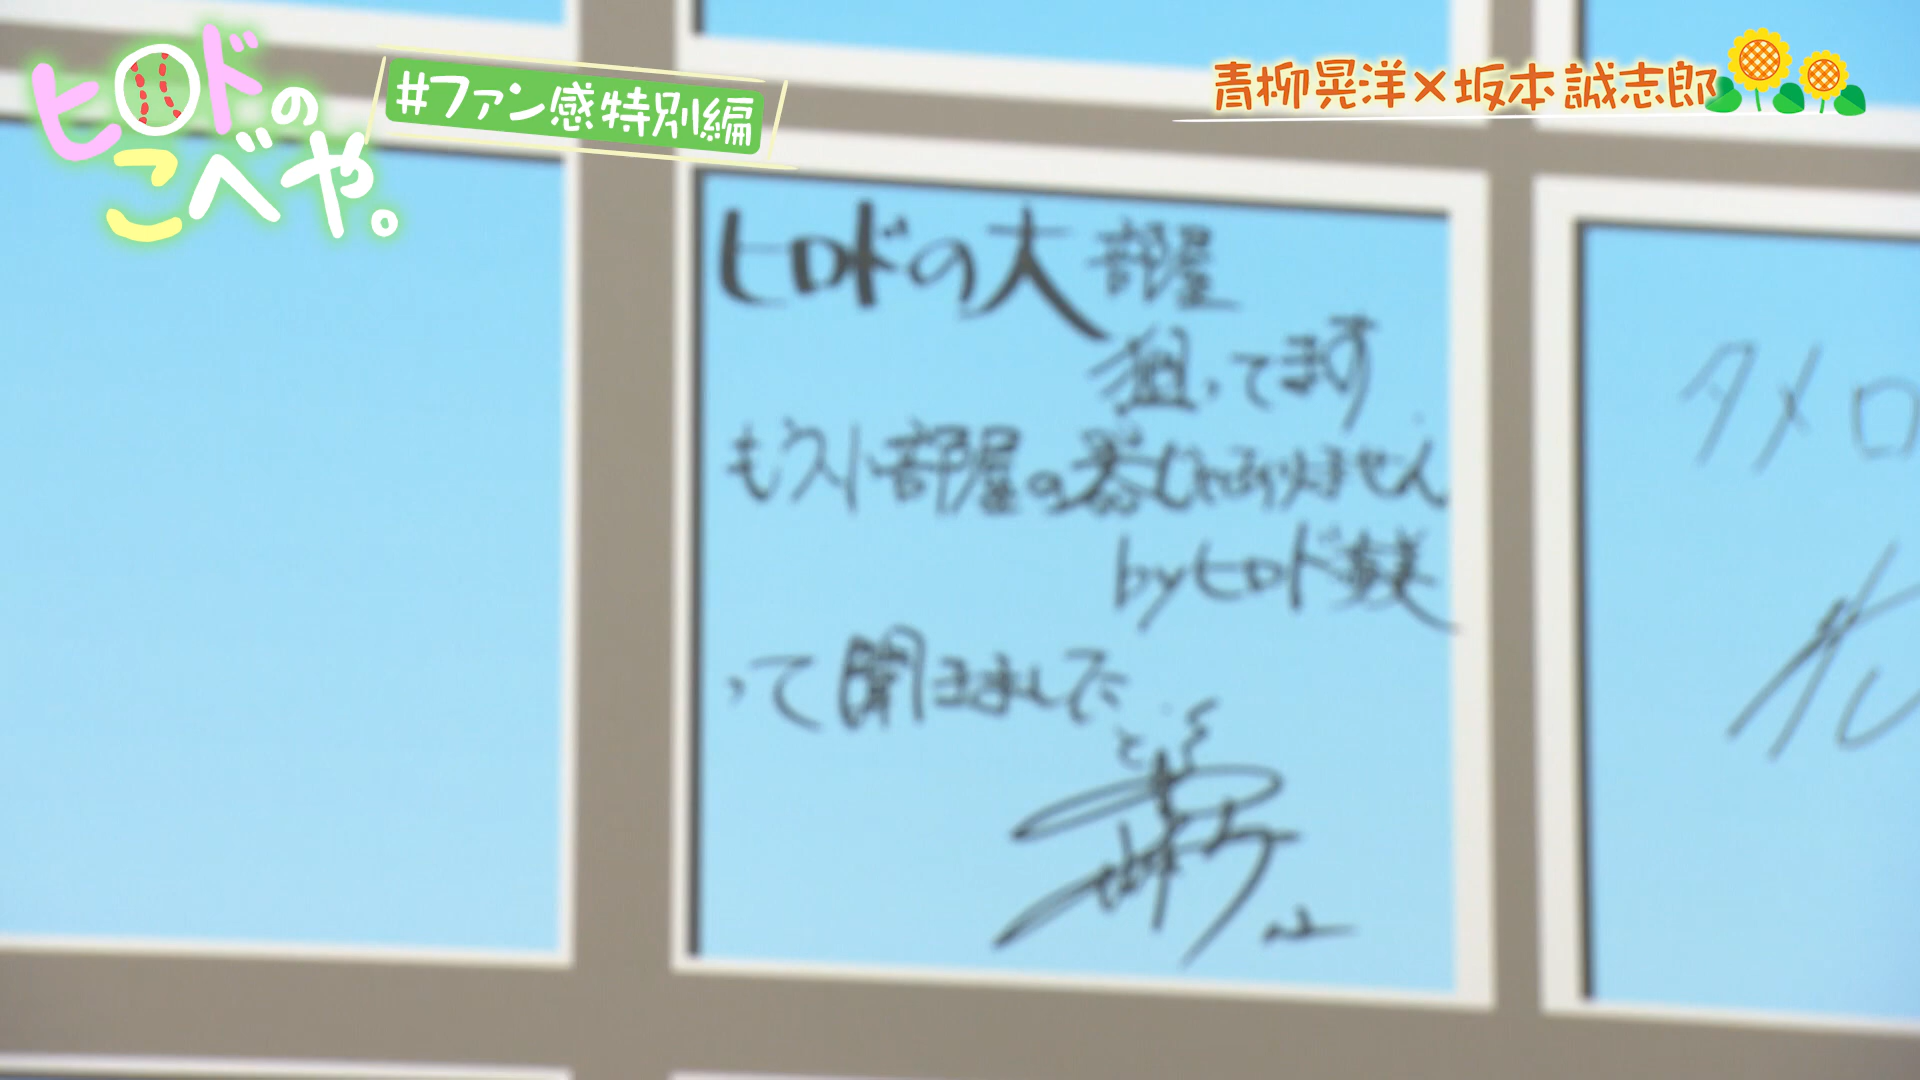 ヒロドの
こべや。
#ファン感特別編
青柳晃洋×坂本誠志郎
ヒロドの大部屋
狙ってます
もう小部屋の器じゃありません
byヒロド歩美
って聞きました
タメロ